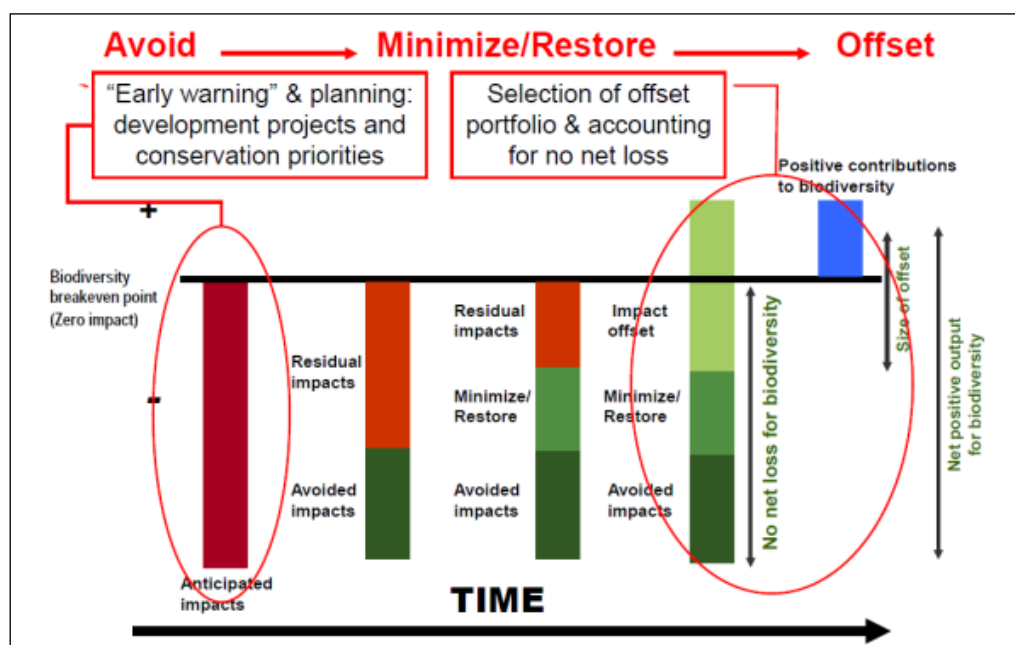 Avoid Minimize/Restore Offset
“Early warning” & planning:
development projects and
conservation priorities
Selection of offset
portfolio & accounting
for no net loss
Positive contributions
to biodiversity
+
Biodiversity
breakeven point
(Zero impact)
-
Residual
impacts
Avoided
impacts
Residual
impacts
Minimize/
Restore
Avoided
impacts
Impact
offset
Minimize/
Restore
Avoided
impacts
No net loss for biodiversity
Size of offset
Net positive output
for biodiversity
Anticipated
impacts
TIME